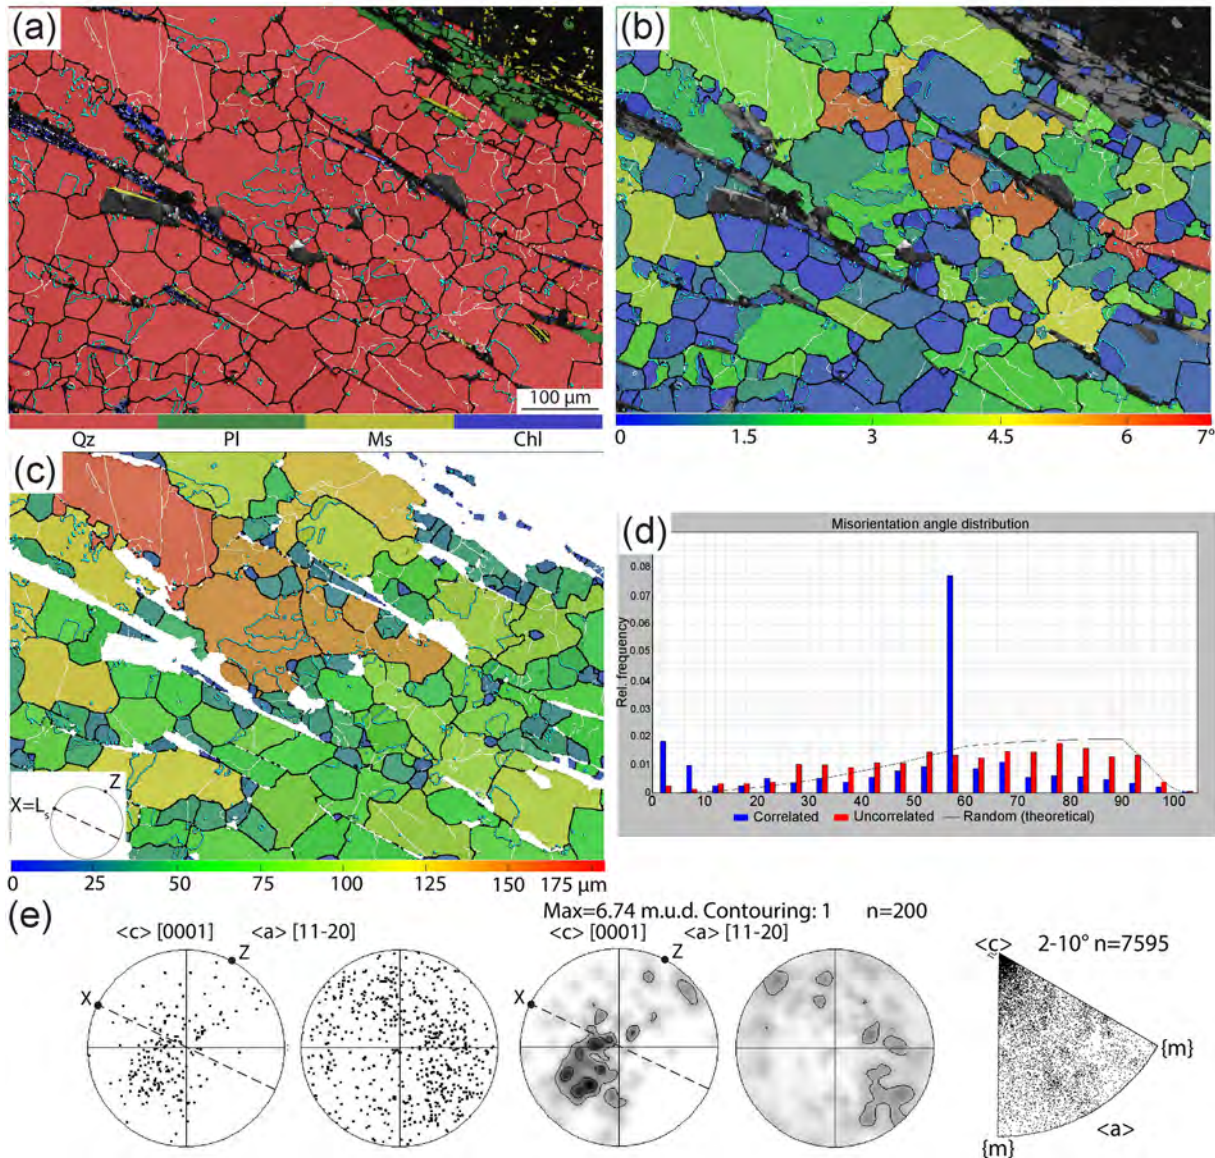 (a)
(b)
100 μm
Qz Pl Ms Chl
0 1.5 3 4.5 6 7°
(c)
Z
X=Ls
0 25 50 75 100 125 150 175 μm
(d)
Misorientation angle distribution
Rel. frequency
0.08
0.07
0.06
0.05
0.04
0.03
0.02
0.01
0
0 10 20 30 40 50 60 70 80 90 100
Correlated Uncorrelated Random (theoretical)
(e)
Max=6.74 m.u.d. Contouring: 1 n=200
<c> [0001] <a> [11-20] <c> [0001] <a> [11-20] <c> 2-10° n=7595
Z Z
X X
{m}
<a>
{m}